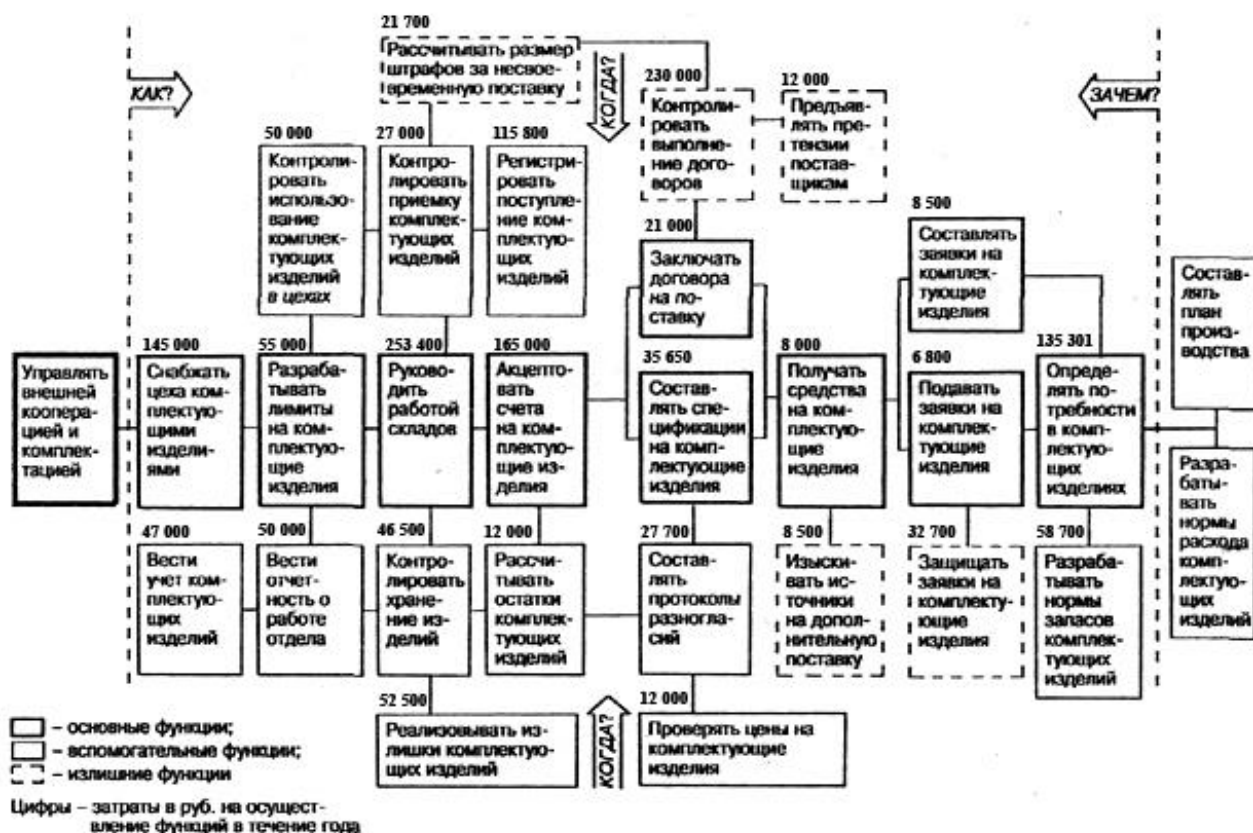 21 700
Рассчитывать размер
штрафов за несвое-
временную поставку
КАК?
КОГДА?
230 000
Контроли-
ровать
выполне-
ние дого-
воров
12 000
Предъяв-
лять пре-
тензии
постав-
щикам
ЗАЧЕМ?
50 000
Контроли-
ровать
использо-
вание
комплек-
тующих
изделий
в цехах
27 000
Контро-
лировать
приемку
комплек-
тующих
изделий
115 800
Регистри-
ровать
поступле-
ние ком-
плектую-
щих
изделий
21 000
Заключать
договора
на по-
ставку
8 500
Составлять
заявки на
комплек-
тующие
изделия
Состав-
лять
план
произ-
водства
Управлять
внешней
коопера-
цией и
комплек-
тацией
145 000
Снабжать
цеха ком-
плектую-
щими
издели-
ями
55 000
Разраба-
тывать
лимиты
на ком-
плектую-
щие
изделия
253 400
Руково-
дить
работой
складов
165 000
Акцепто-
вать
счета
на ком-
плектую-
щие из-
делия
35 650
Состав-
лять спе-
цификации
на ком-
плектующие
изделия
8 000
Получать
средства
на ком-
плекту-
ющие
изделия
6 800
Подавать
заявки на
комплек-
тующие
изделия
135 301
Опреде-
лять по-
требности
в комп-
лектую-
щих
изделиях
Разра-
батывать
нормы
расхода
комп-
лектую-
щих
изделий
47 000
Вести
учет ком-
плектую-
щих
изделий
50 000
Вести
отчет-
ность о
работе
отдела
46 500
Контро-
лировать
хране-
ние из-
делий
12 000
Рассчи-
тывать
остатки
комплек-
тующих
изделий
27 700
Состав-
лять
протоколы
разногла-
сий
8 500
Изыски-
вать ис-
точники
на допол-
нительную
поставку
32 700
Защищать
заявки на
комплекту-
ющие
изделия
58 700
Разраба-
тывать
нормы
запасов
комплек-
тующих
изделий
52 500
Реализовывать из-
лишки комплектую-
щих изделий
КОГДА?
12 000
Проверять цены на
комплектующие
изделия
– основные функции;
– вспомогательные функции;
– излишние функции
Цифры – затраты в руб. на осущест-
вление функций в течение года